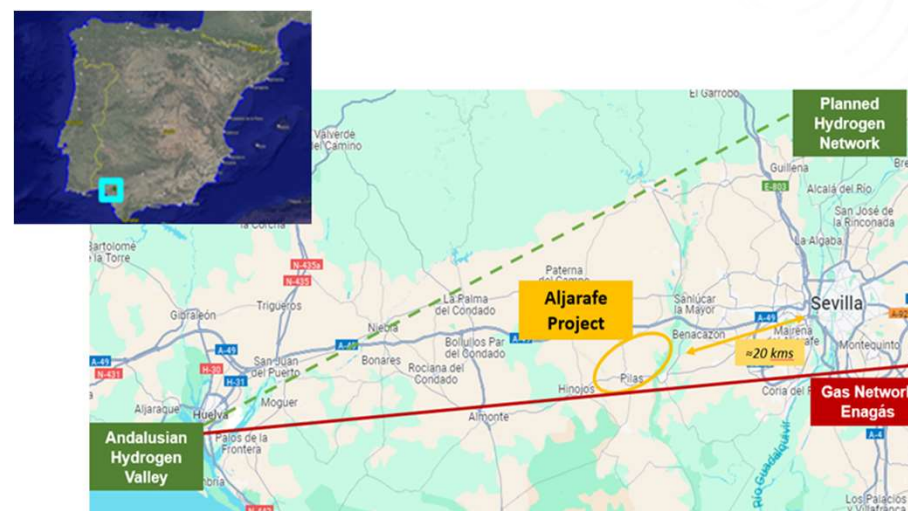 El Garrobo
Planned
Hydrogen
Network
Valverde
del Camino
Guillena
E-803
Alcalá del Río
San José de
la Rinconada
La Algaba
Bartolomé
de la Torre
N-435a
N-435
Paterna
del Campo
Aljarafe
Project
Sanlúcar
la Mayor
Sevilla
Gibraleón
Trigueros
La Palma
del Condado
Niebla
A-49
Benacazón
Mairena
A-92
A-49
N-431
A-49
H-30
H-31
San Juan
del Puerto
Bonares
Bollullos Par
del Condado
Rociana del
Condado
≈20 kms
Montequinto
Hinojos
Pilas
Coria del
Gas Network
Enagás
Aljaraque
Huelva
Moguer
Almonte
A-4
Andalusian
Hydrogen
Valley
Palos de la
Frontera
Río Guadalquivir
Los Palacios
y Villafranca